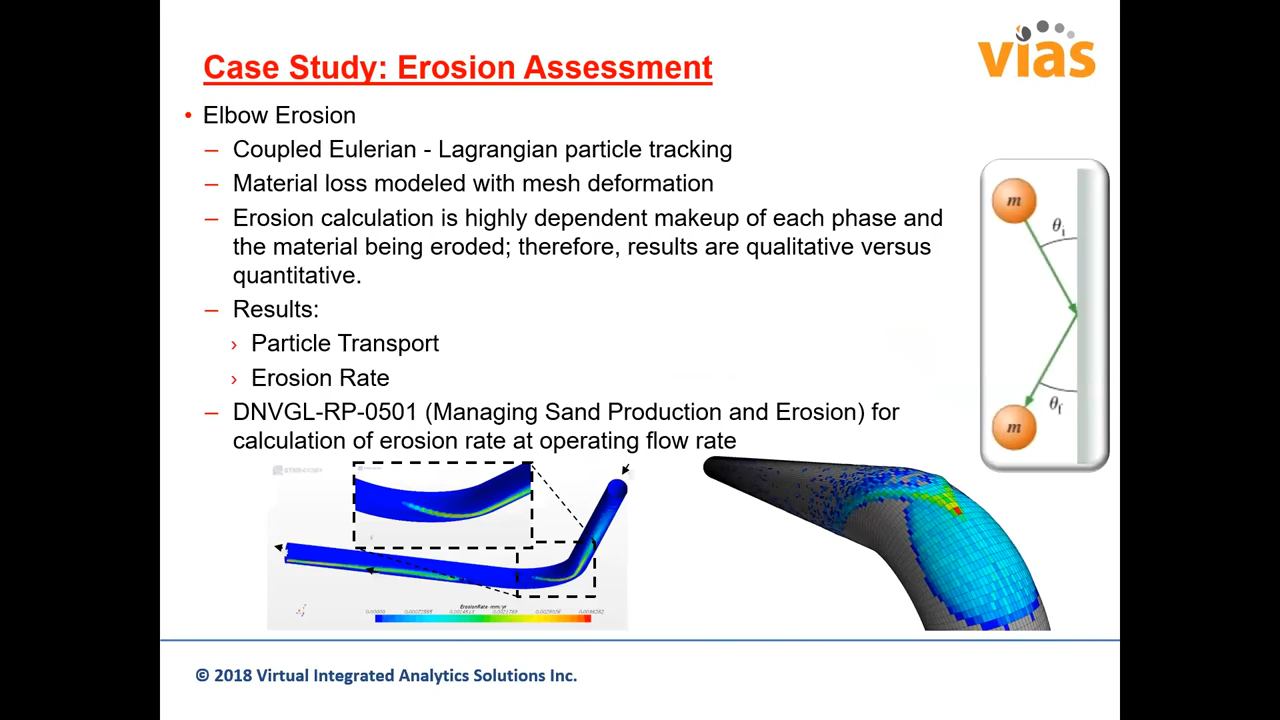 Case Study: Erosion Assessment
vias
• Elbow Erosion
– Coupled Eulerian - Lagrangian particle tracking
– Material loss modeled with mesh deformation
– Erosion calculation is highly dependent makeup of each phase and
the material being eroded; therefore, results are qualitative versus
quantitative.
– Results:
› Particle Transport
› Erosion Rate
– DNVGL-RP-0501 (Managing Sand Production and Erosion) for
calculation of erosion rate at operating flow rate
m
θi
θf
m
ErosionRate mm/yr
© 2018 Virtual Integrated Analytics Solutions Inc.